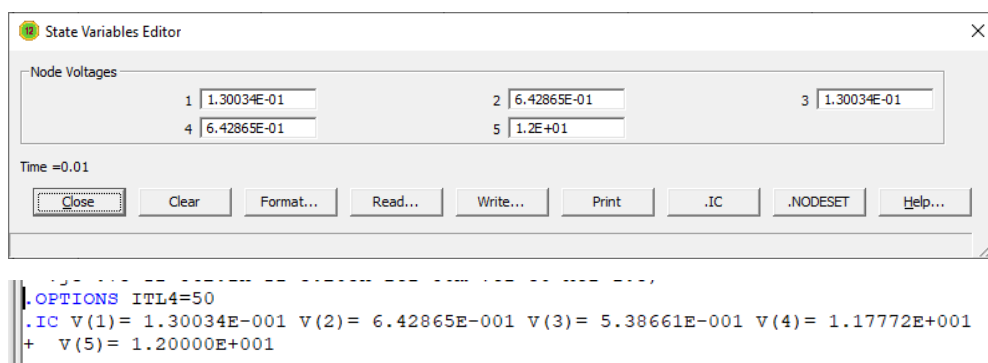 12 State Variables Editor
Node Voltages
1 1.30034E-01 2 6.42865E-01 3 1.30034E-01
4 6.42865E-01 5 1.2E+01
Time =0.01
Close Clear Format... Read... Write... Print .IC .NODESET Help...
.OPTIONS ITL4=50
.IC V(1)= 1.30034E-001 V(2)= 6.42865E-001 V(3)= 5.38661E-001 V(4)= 1.17772E+001
+ V(5)= 1.20000E+001